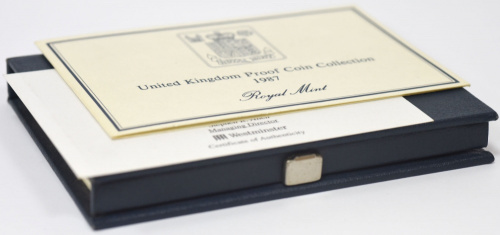 United Kingdom Proof Coin Collection
1987
Royal Mint
Managing Director
Westminster
Certificate of Authenticity